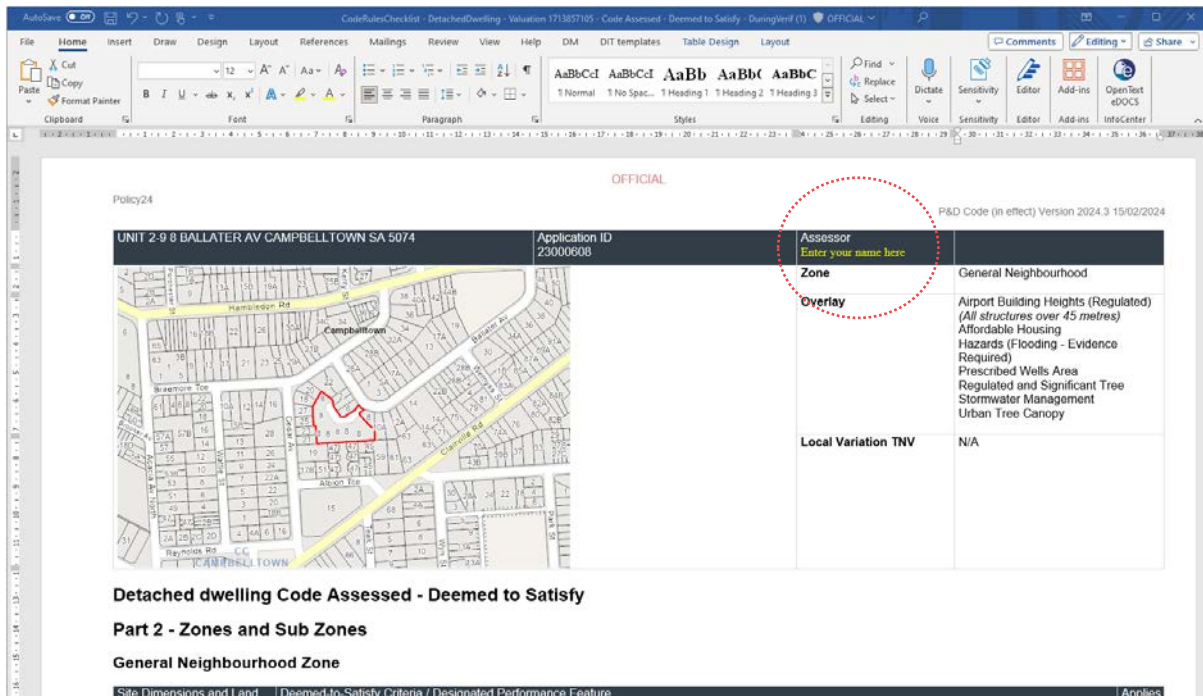 AutoSave On CodeRulesChecklist - DetachedDwelling - Valuation 1713857105 - Code Assessed - Deemed to Satisfy - DuringVerif (1) OFFICIAL
File Home Insert Draw Design Layout References Mailings Review View Help DM DIT templates Table Design Layout Comments Editing Share
Cut
Copy
Paste
Format Painter
12
AaBbCcI AaBbCcI AaBb AaBb( AaBbC
¶ Normal ¶ No Spac... ¶ Heading 1 ¶ Heading 2 ¶ Heading 3
Find
Replace
Select
Dictate Sensitivity Editor Add-ins OpenText
eDOCS
Clipboard Font Paragraph Styles Editing Voice Sensitivity Editor Add-ins InfoCenter
OFFICIAL
Policy24
P&D Code (in effect) Version 2024.3 15/02/2024
UNIT 2-9 8 BALLATER AV CAMPBELLTOWN SA 5074 Application ID Assessor
23000608 Enter your name here
Zone General Neighbourhood
Overlay Airport Building Heights (Regulated)
(All structures over 45 metres)
Affordable Housing
Hazards (Flooding - Evidence
Required)
Prescribed Wells Area
Regulated and Significant Tree
Stormwater Management
Urban Tree Canopy
Local Variation TNV N/A
Hambledon Rd
Campbelltown
Ballater Av
Braemore Tce
Clairville Rd
Albion Tce
Reynolds Rd
CC
CAMPBELLTOWN
Detached dwelling Code Assessed - Deemed to Satisfy
Part 2 - Zones and Sub Zones
General Neighbourhood Zone
Site Dimensions and Land Deemed-to-Satisfy Criteria / Designated Performance Feature Applies